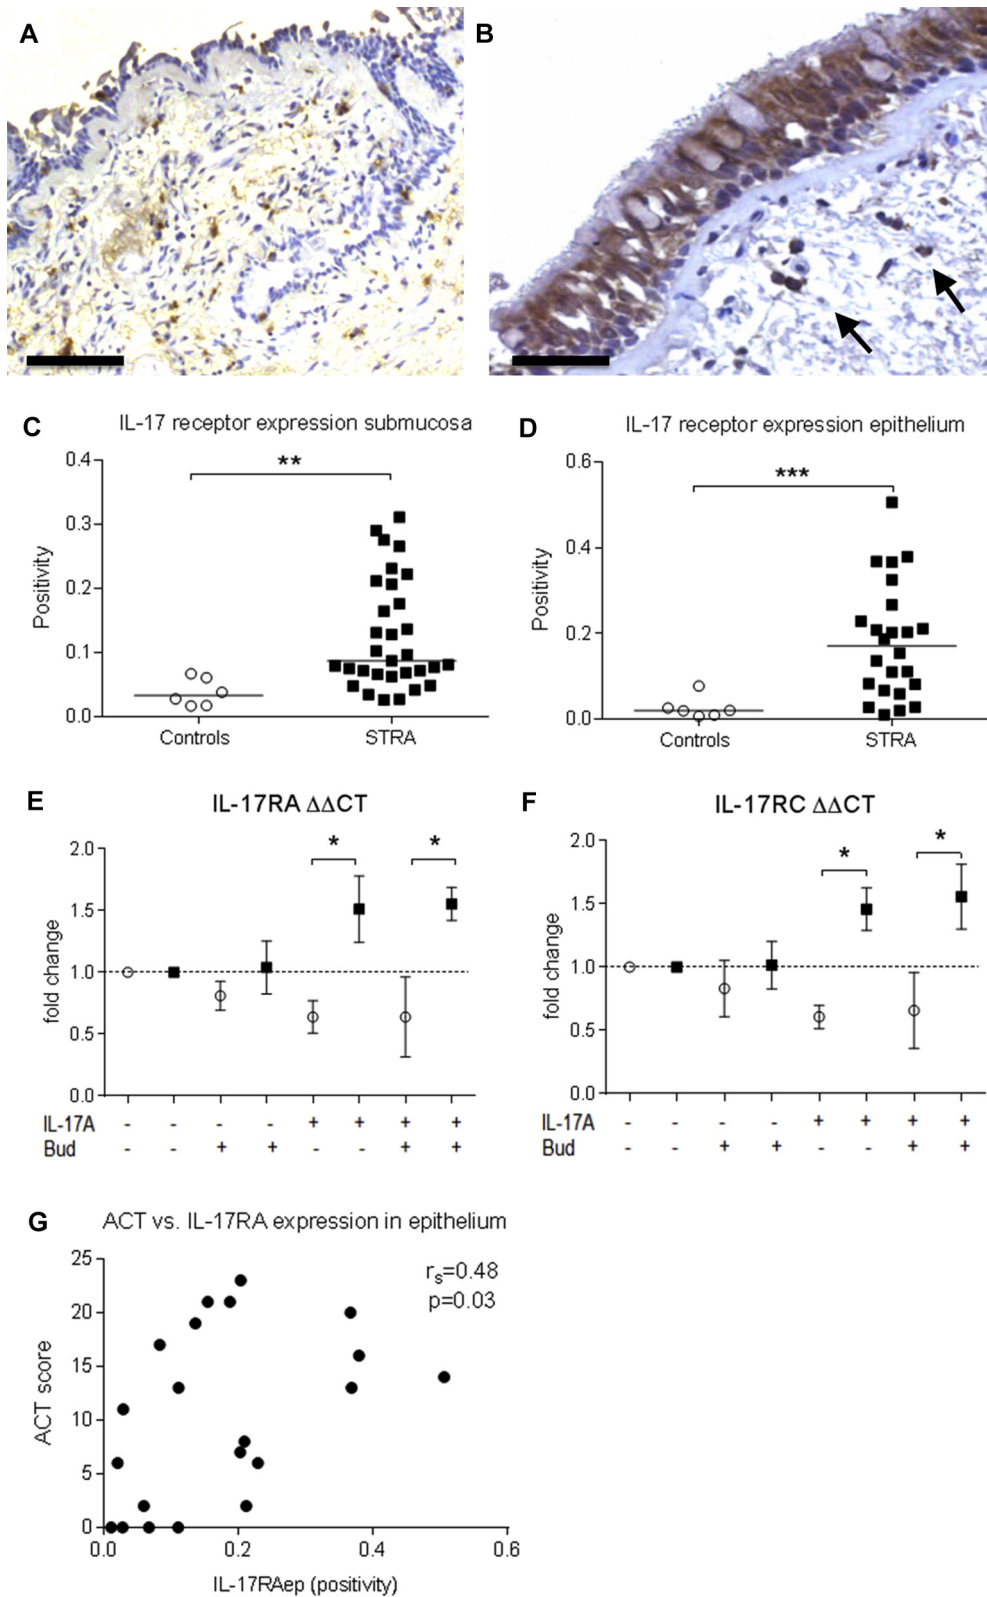 A
B
C
IL-17 receptor expression submucosa
**
0.4
0.3
0.2
0.1
0.0
Positivity
Controls
STRA
D
IL-17 receptor expression epithelium
***
0.6
0.4
0.2
0.0
Positivity
Controls
STRA
E
IL-17RA ΔΔCT
* *
2.0
1.5
1.0
0.5
0.0
fold change
IL-17A - - - - + + + +
Bud - - + + - - + +
F
IL-17RC ΔΔCT
* *
2.0
1.5
1.0
0.5
0.0
fold change
IL-17A - - - - + + + +
Bud - - + + - - + +
G
ACT vs. IL-17RA expression in epithelium
rs=0.48
p=0.03
25
20
15
10
5
0
ACT score
0.0 0.2 0.4 0.6
IL-17RAep (positivity)